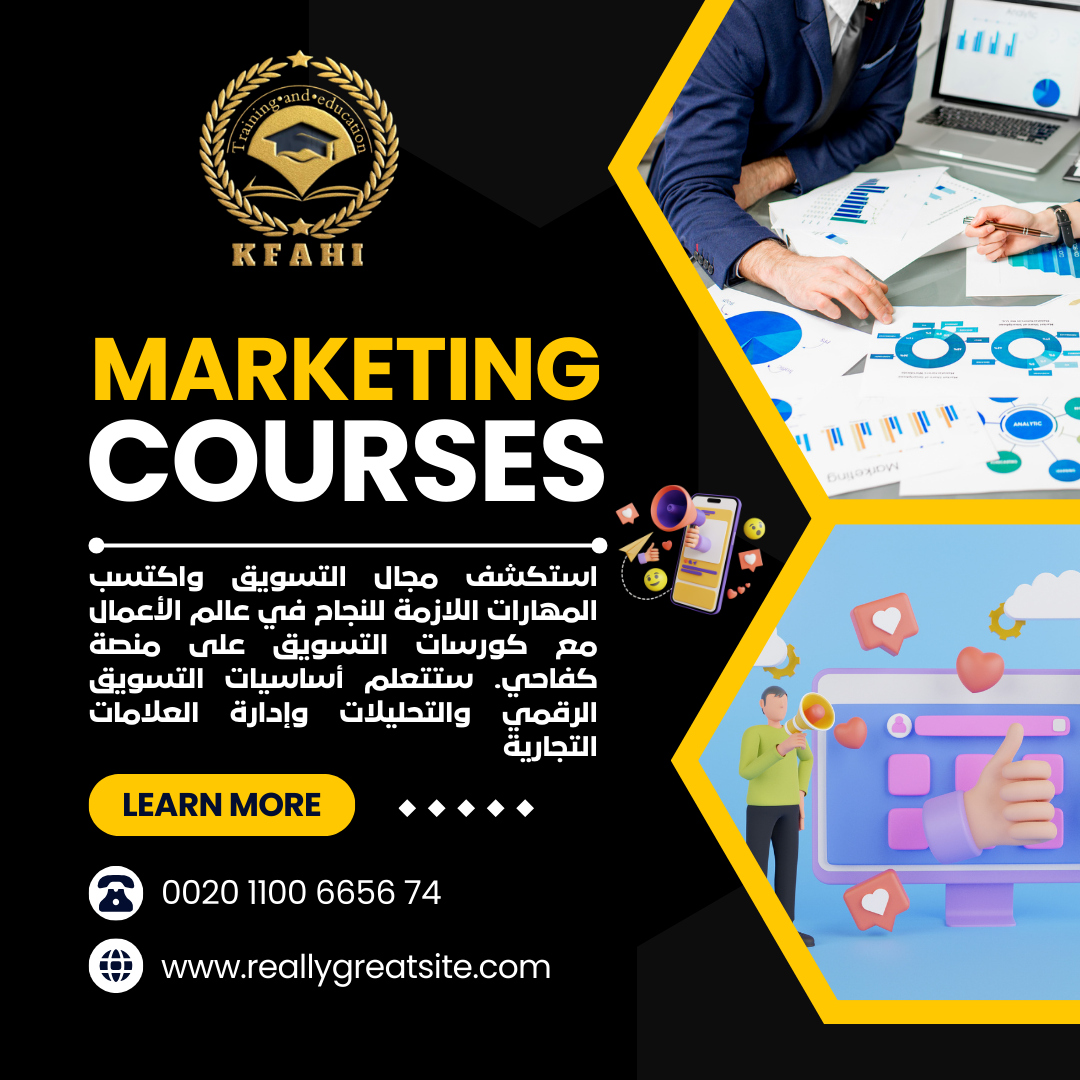 Training•and•education
KFAHI
MARKETING
COURSES
استكشف مجال التسويق واكتسب
المهارات اللازمة للنجاح في عالم الأعمال
مع كورسات التسويق على منصة
كفاحي. ستتعلم أساسيات التسويق
الرقمي والتحليلات وإدارة العلامات
التجارية
LEARN MORE
0020 1100 6656 74
www.reallygreatsite.com
ANALYTIC
Marketing